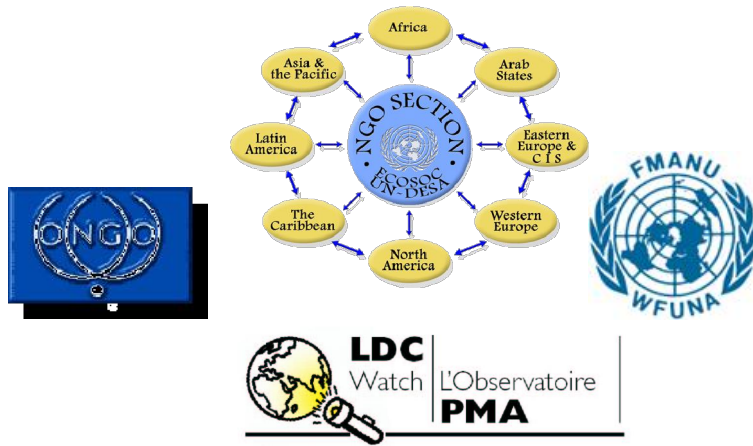 Africa
Asia &
the Pacific
Arab
States
NGO SECTION
Latin
America
Eastern
Europe &
C I S
ECOSOC
UN-DESA
The
Caribbean
Western
Europe
North
America
ONGO
FMANU
WFUNA
LDC
Watch
L'Observatoire
PMA